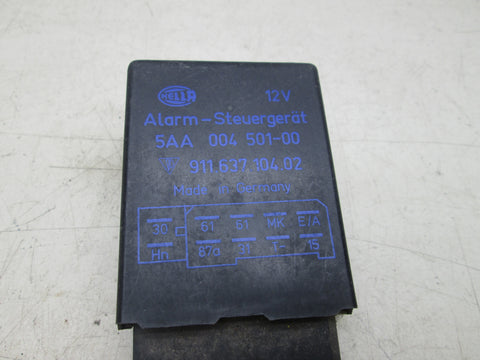 HELLA 12V
Alarm-Steuergerät
5AA 004 501-00
911.637.104.02
Made in Germany
30 61 61 MK E/A
Hn 87a 31 T- 15